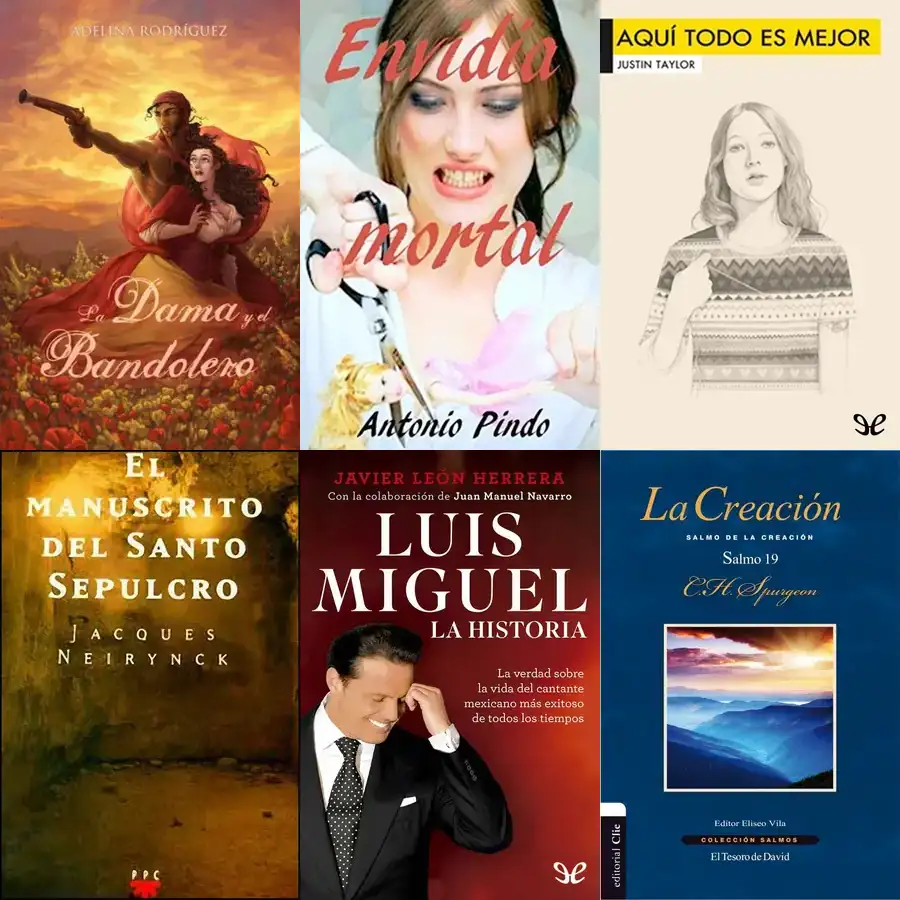 ADELINA RODRÍGUEZ
La Dama y el
Bandolero
Envidia
mortal
Antonio Pindo
AQUÍ TODO ES MEJOR
JUSTIN TAYLOR
EL
MANUSCRITO
DEL SANTO
SEPULCRO
JACQUES
NEIRYNCK
PPC
JAVIER LEÓN HERRERA
Con la colaboración de Juan Manuel Navarro
LUIS
MIGUEL
LA HISTORIA
La verdad sobre
la vida del cantante
mexicano más exitoso
de todos los tiempos
La Creación
SALMO DE LA CREACIÓN
Salmo 19
C.H. Spurgeon
Editor Eliseo Vila
COLECCIÓN SALMOS
El Tesoro de David
editorial Clie